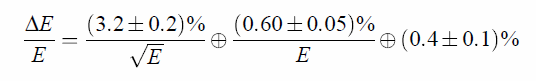 ΔE/E = (3.2±0.2)%/√E ⊕ (0.60±0.05)%/E ⊕ (0.4±0.1)%